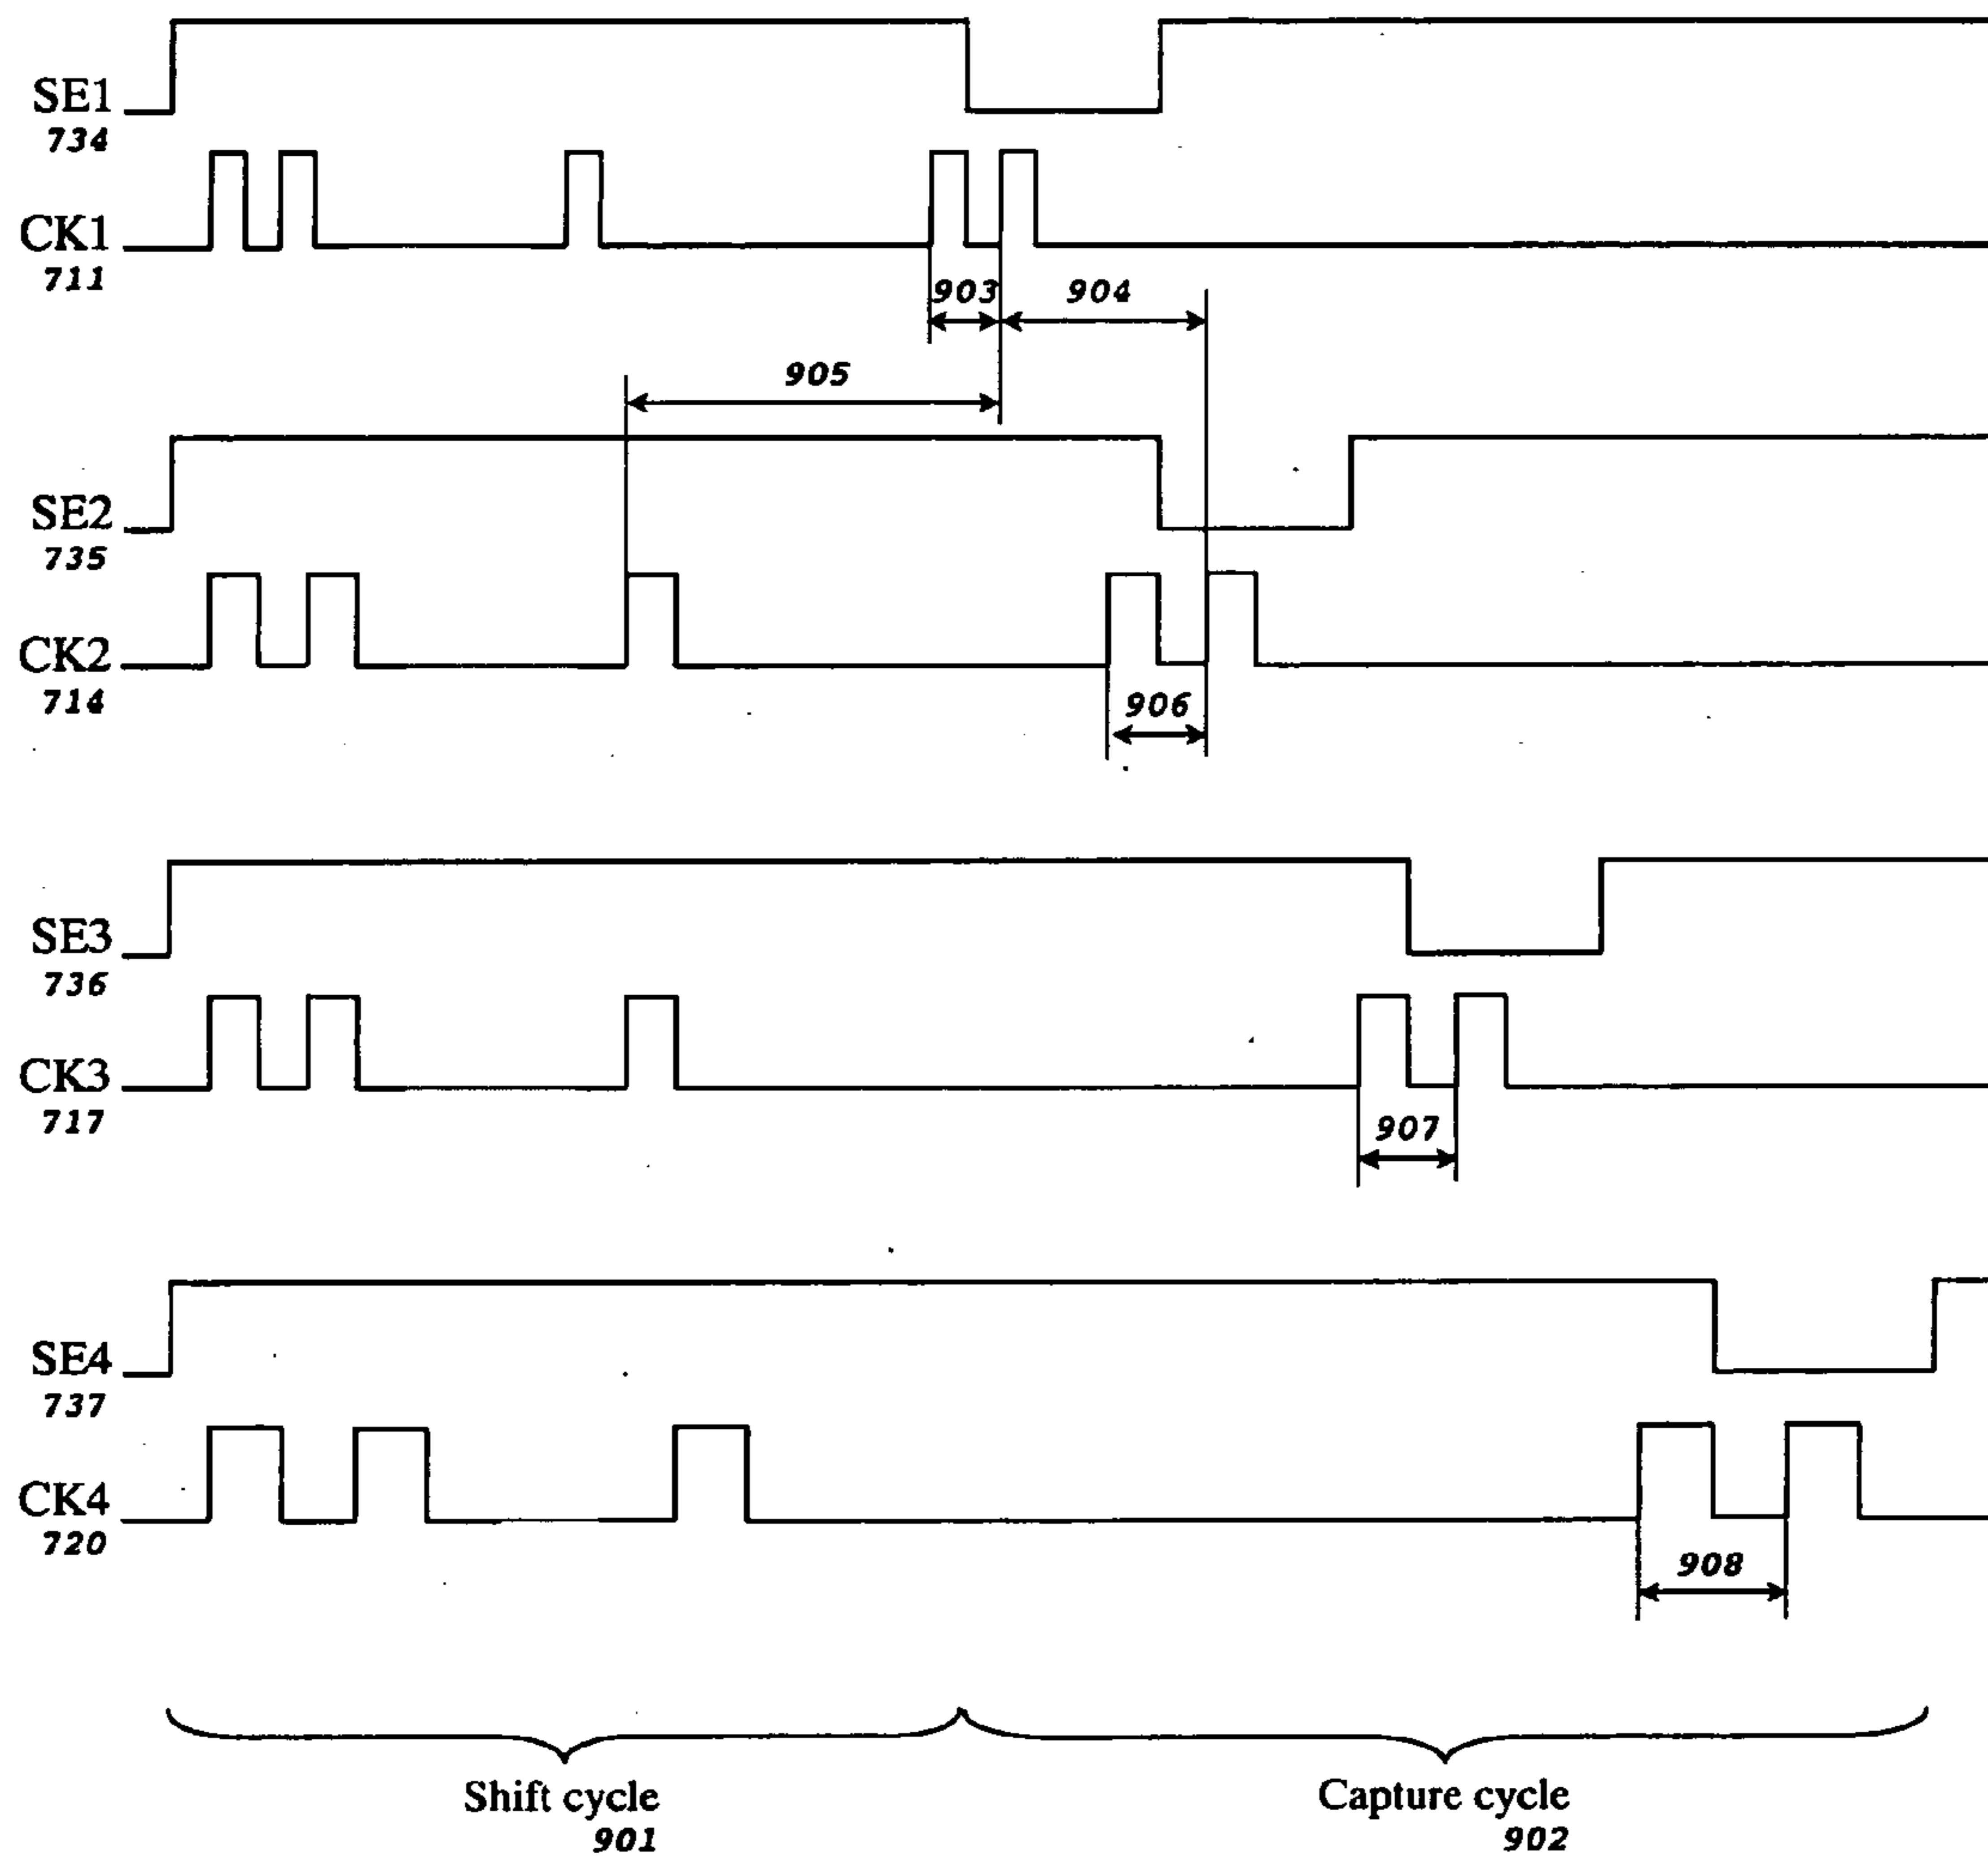 SE1
734
CK1
711
903
904
905
SE2
735
CK2
714
906
SE3
736
CK3
717
907
SE4
737
CK4
720
908
Shift cycle
901
Capture cycle
902